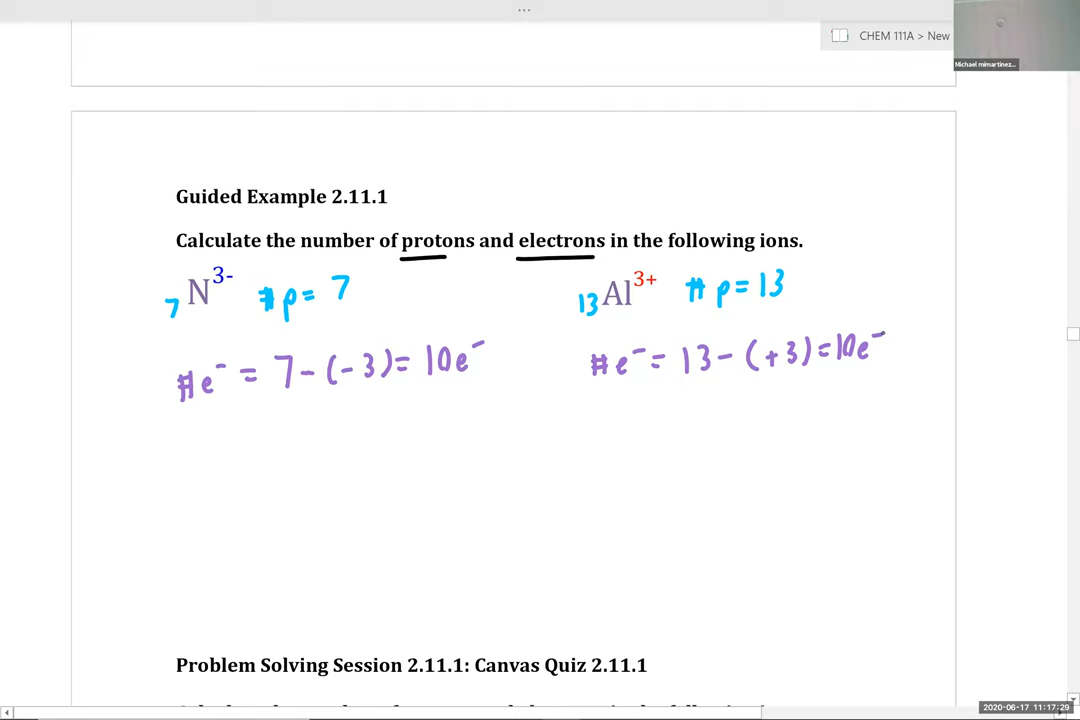 CHEM 111A > New
Michael mimartinez...
Guided Example 2.11.1
Calculate the number of protons and electrons in the following ions.
₇N³⁻ #p= 7
₁₃Al³⁺ #p=13
#e⁻ = 7-(-3)= 10e⁻
#e⁻ = 13-(+3)=10e⁻
Problem Solving Session 2.11.1: Canvas Quiz 2.11.1
2020-06-17 11:17:29